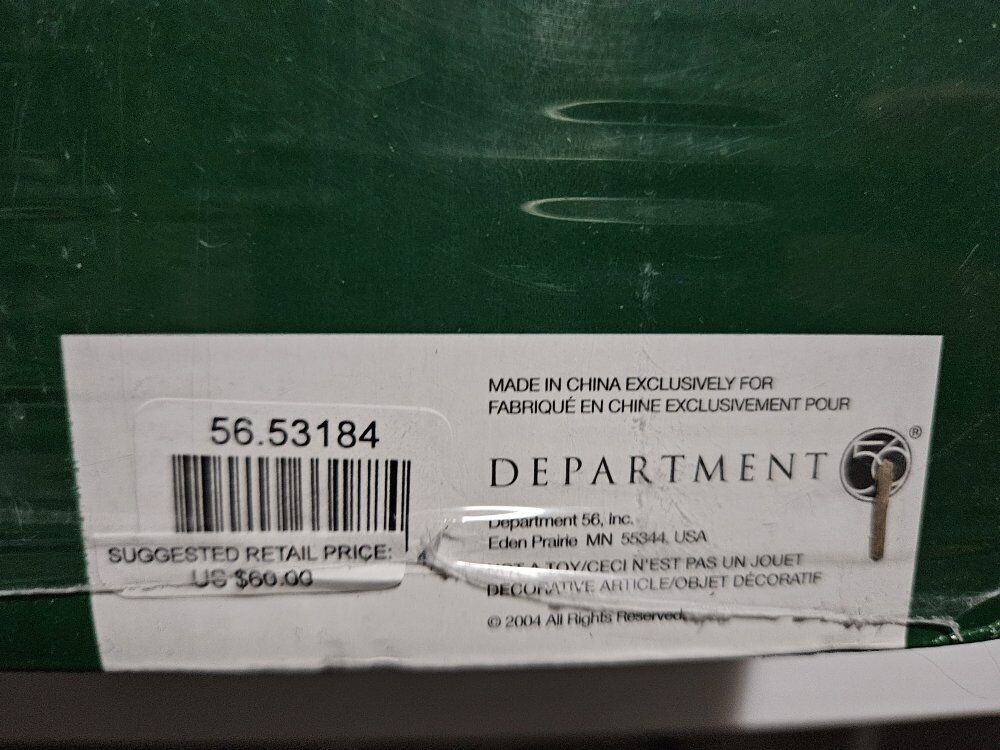 56.53184
SUGGESTED RETAIL PRICE:
US $60.00
MADE IN CHINA EXCLUSIVELY FOR
FABRIQUÉ EN CHINE EXCLUSIVEMENT POUR
DEPARTMENT 56 ®
Department 56, Inc.
Eden Prairie MN 55344, USA
A TOY/CECI N'EST PAS UN JOUET
DECORATIVE ARTICLE/OBJET DÉCORATIF
© 2004 All Rights Reserved